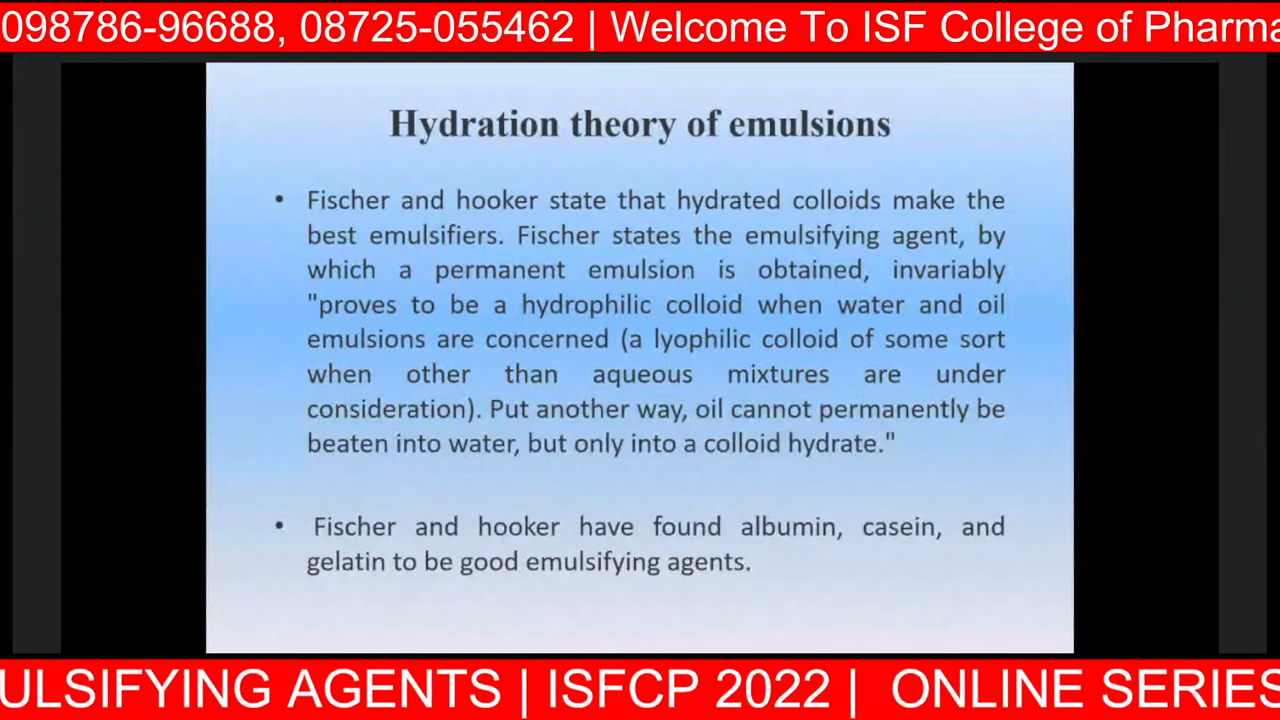 098786-96688, 08725-055462 | Welcome To ISF College of Pharma
Hydration theory of emulsions
• Fischer and hooker state that hydrated colloids make the
best emulsifiers. Fischer states the emulsifying agent, by
which a permanent emulsion is obtained, invariably
"proves to be a hydrophilic colloid when water and oil
emulsions are concerned (a lyophilic colloid of some sort
when other than aqueous mixtures are under
consideration). Put another way, oil cannot permanently be
beaten into water, but only into a colloid hydrate."
• Fischer and hooker have found albumin, casein, and
gelatin to be good emulsifying agents.
ULSIFYING AGENTS | ISFCP 2022 | ONLINE SERIES